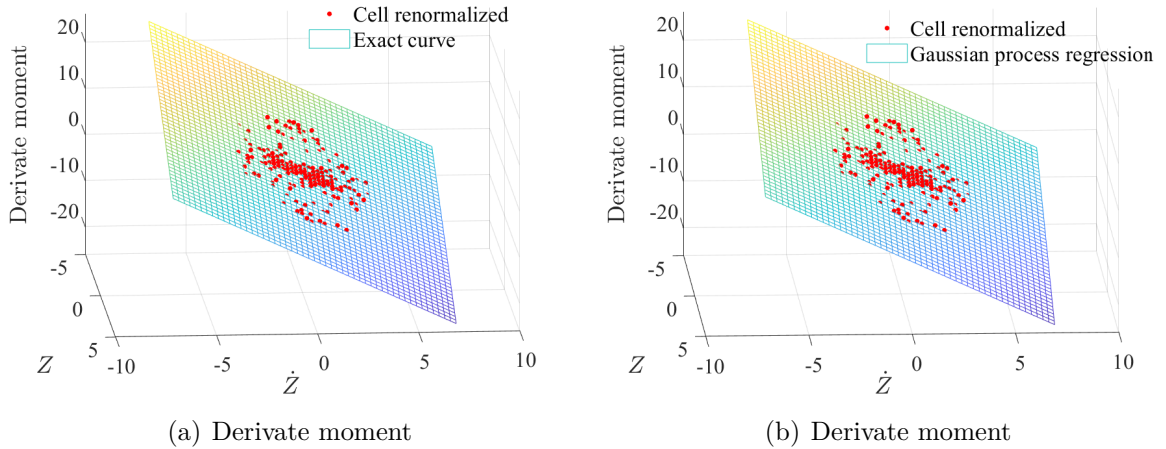 Cell renormalized
Exact curve
Derivate moment
20
10
0
-10
-20
-5
0
5
Z
-10
-5
0
5
10
Ż
(a) Derivate moment
Cell renormalized
Gaussian process regression
Derivate moment
20
10
0
-10
-20
-5
0
5
Z
-10
-5
0
5
10
Ż
(b) Derivate moment